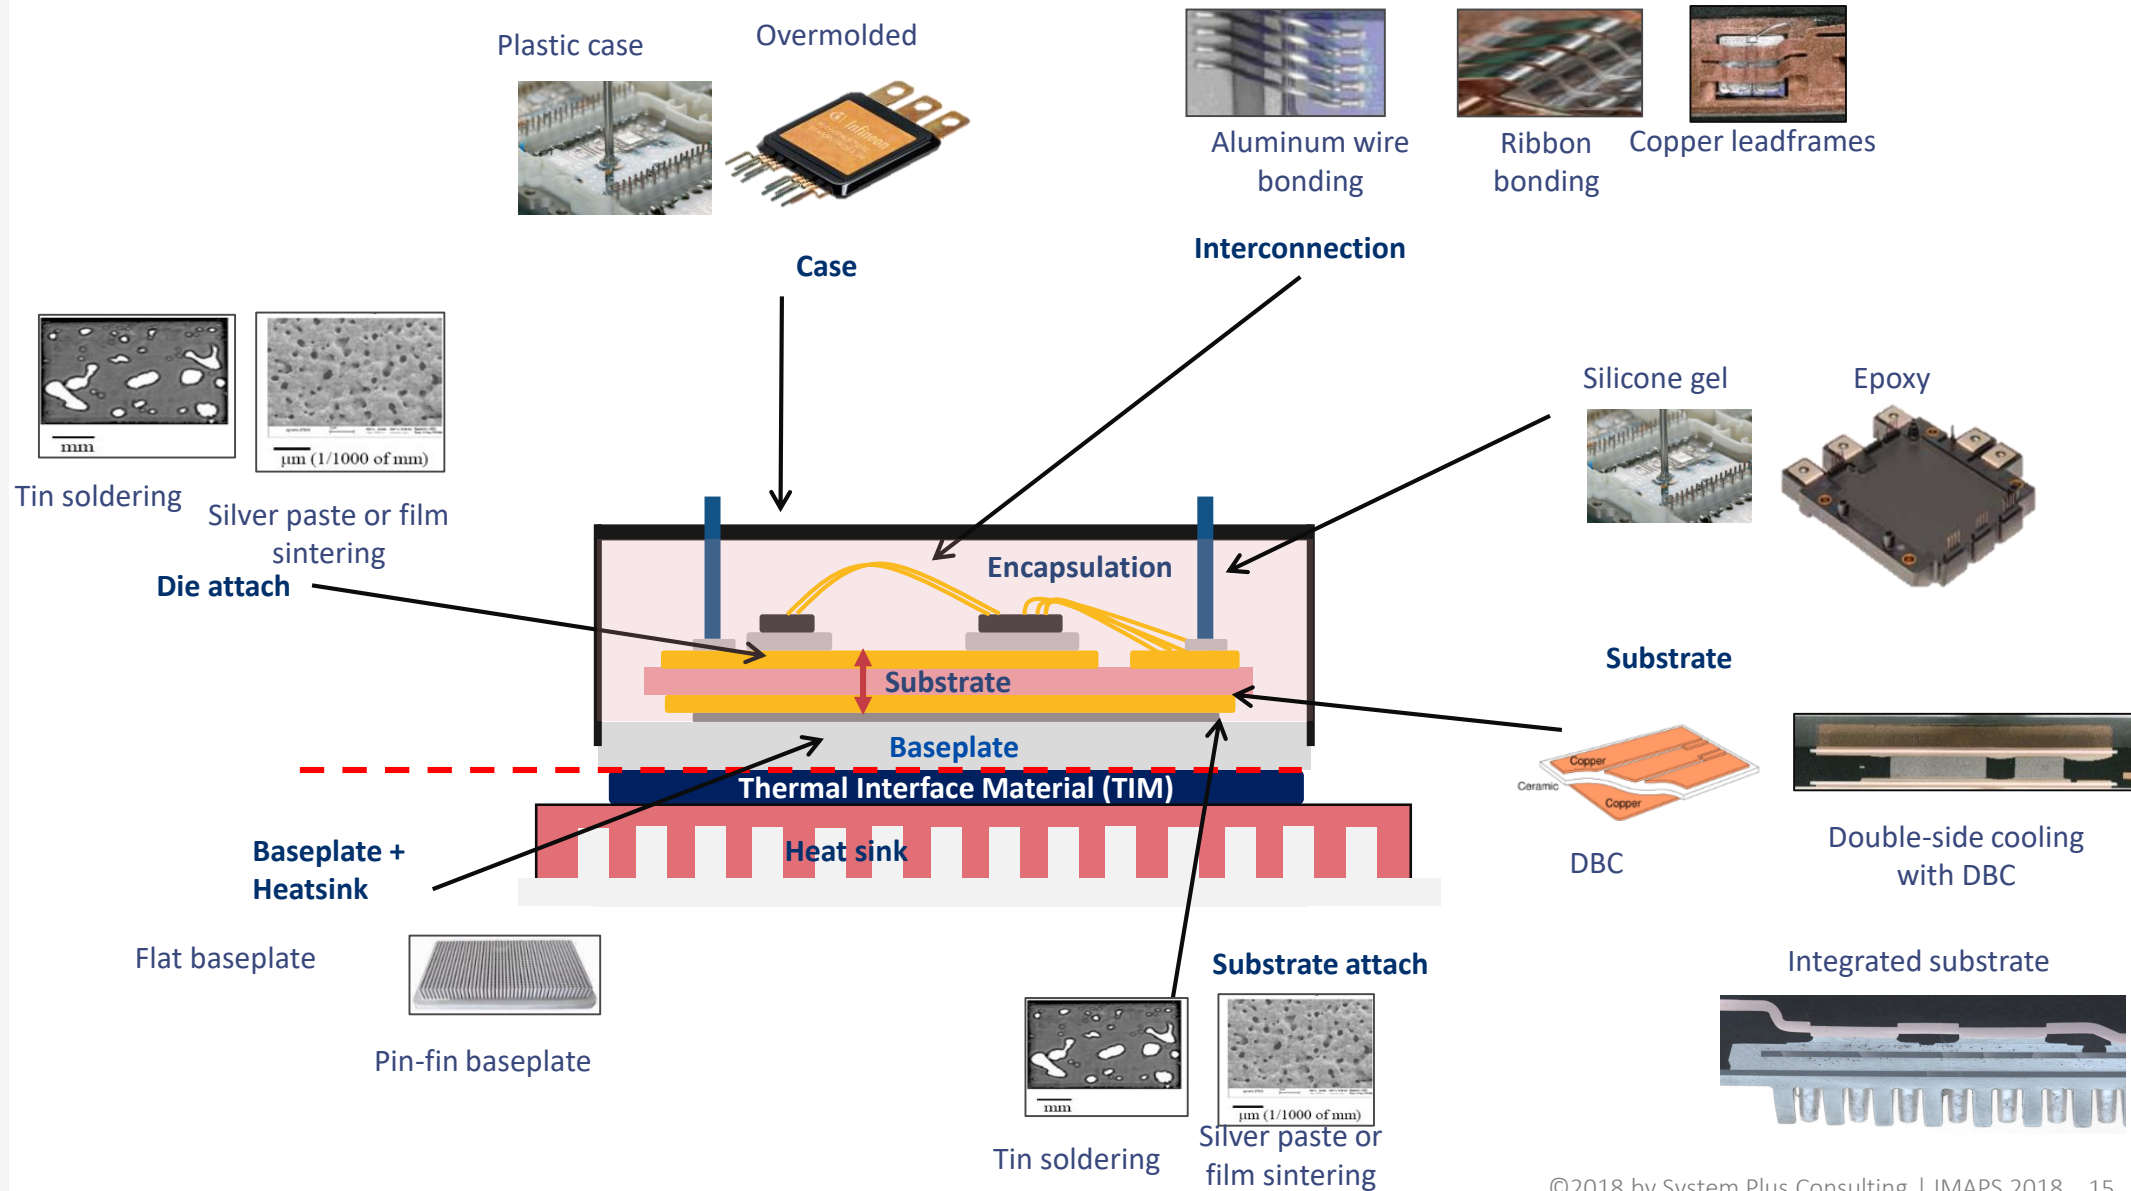 Plastic case
Overmolded
Infineon
Aluminum wire
bonding
Ribbon
bonding
Copper leadframes
Case
Interconnection
mm
µm (1/1000 of mm)
Tin soldering
Silver paste or film
sintering
Die attach
Silicone gel
Epoxy
Encapsulation
Substrate
Substrate
Baseplate
Thermal Interface Material (TIM)
Heat sink
Copper
Ceramic
Copper
DBC
Double-side cooling
with DBC
Baseplate +
Heatsink
Flat baseplate
Pin-fin baseplate
Substrate attach
mm
µm (1/1000 of mm)
Tin soldering
Silver paste or
film sintering
Integrated substrate
©2018 by System Plus Consulting | IMAPS 2018 15